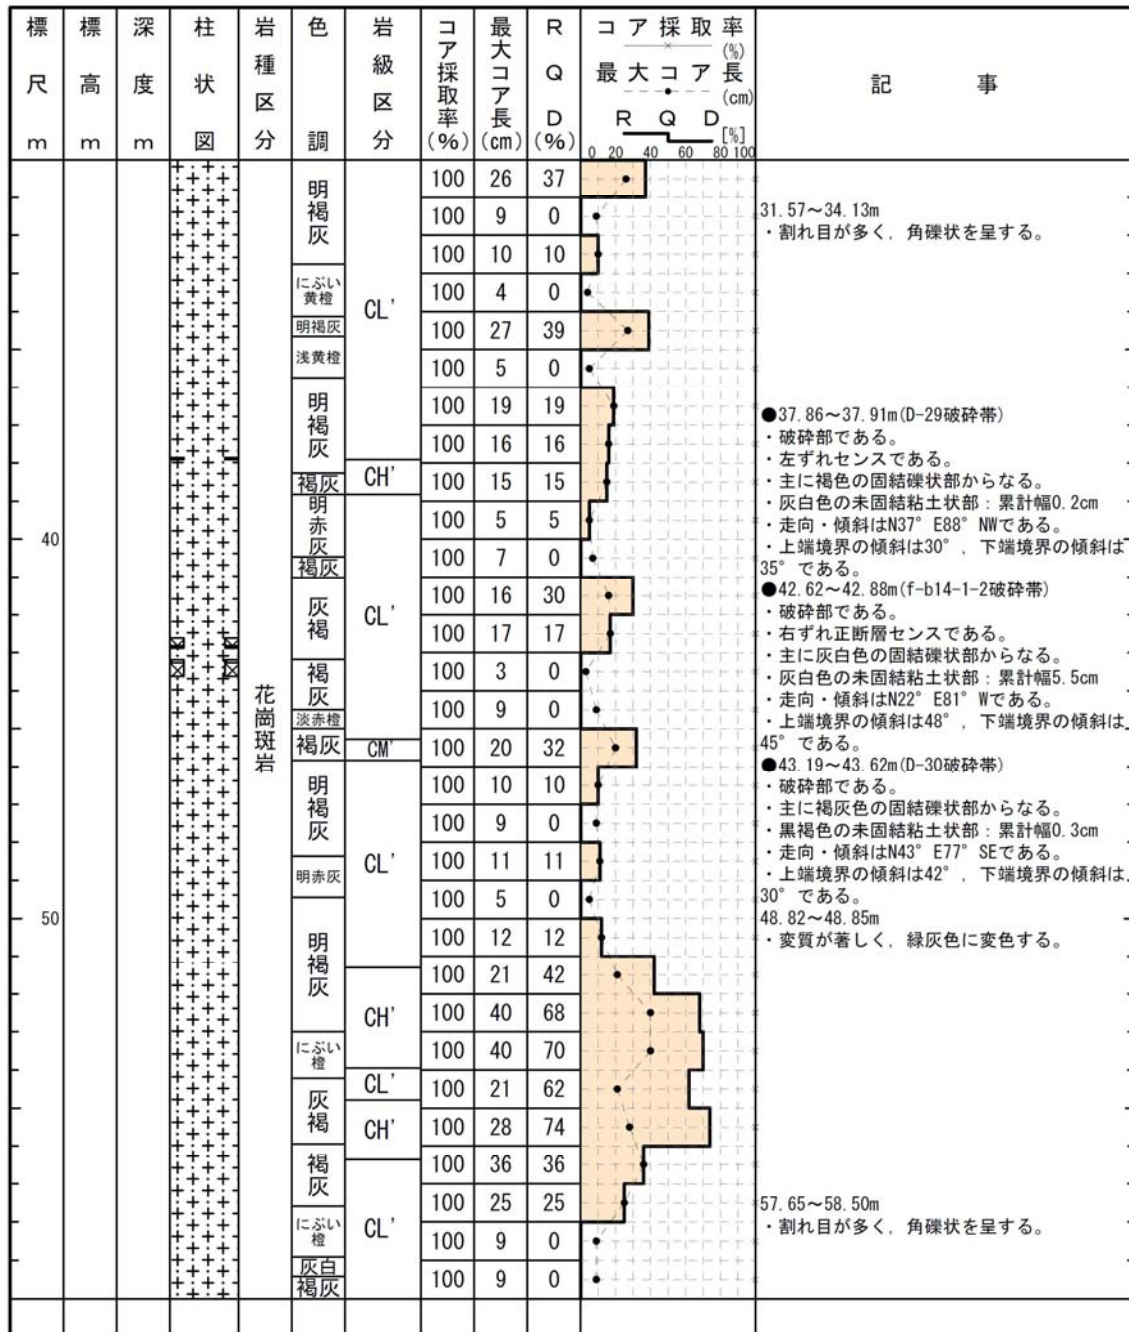 標尺 m
標高 m
深度 m
柱状図
岩種区分
色調
岩級区分
コア採取率(%)
最大コア長(cm)
RQD(%)
コア採取率(%)
最大コア長(cm)
RQD[%]
0 20 40 60 80 100
記事
40
50
花崗斑岩
明褐灰
にぶい黄橙
明褐灰
浅黄橙
明褐灰
褐灰
明赤灰
褐灰
灰褐
褐灰
淡赤橙
褐灰
明褐灰
明赤灰
明褐灰
にぶい橙
灰褐
褐灰
にぶい橙
灰白
褐灰
CL'
CH'
CL'
CM'
CL'
CH'
CL'
CH'
CL'
100 26 37
100 9 0
100 10 10
100 4 0
100 27 39
100 5 0
100 19 19
100 16 16
100 15 15
100 5 5
100 7 0
100 16 30
100 17 17
100 3 0
100 9 0
100 20 32
100 10 10
100 9 0
100 11 11
100 5 0
100 12 12
100 21 42
100 40 68
100 40 70
100 21 62
100 28 74
100 36 36
100 25 25
100 9 0
100 9 0
31.57～34.13m
・割れ目が多く，角礫状を呈する。
●37.86～37.91m(D-29破砕帯)
・破砕部である。
・左ずれセンスである。
・主に褐色の固結礫状部からなる。
・灰白色の未固結粘土状部：累計幅0.2cm
・走向・傾斜はN37°E88°NWである。
・上端境界の傾斜は30°，下端境界の傾斜は
35°である。
●42.62～42.88m(f-b14-1-2破砕帯)
・破砕部である。
・右ずれ正断層センスである。
・主に灰白色の固結礫状部からなる。
・灰白色の未固結粘土状部：累計幅5.5cm
・走向・傾斜はN22°E81°Wである。
・上端境界の傾斜は48°，下端境界の傾斜は
45°である。
●43.19～43.62m(D-30破砕帯)
・破砕部である。
・主に褐灰色の固結礫状部からなる。
・黒褐色の未固結粘土状部：累計幅0.3cm
・走向・傾斜はN43°E77°SEである。
・上端境界の傾斜は42°，下端境界の傾斜は
30°である。
48.82～48.85m
・変質が著しく，緑灰色に変色する。
57.65～58.50m
・割れ目が多く，角礫状を呈する。